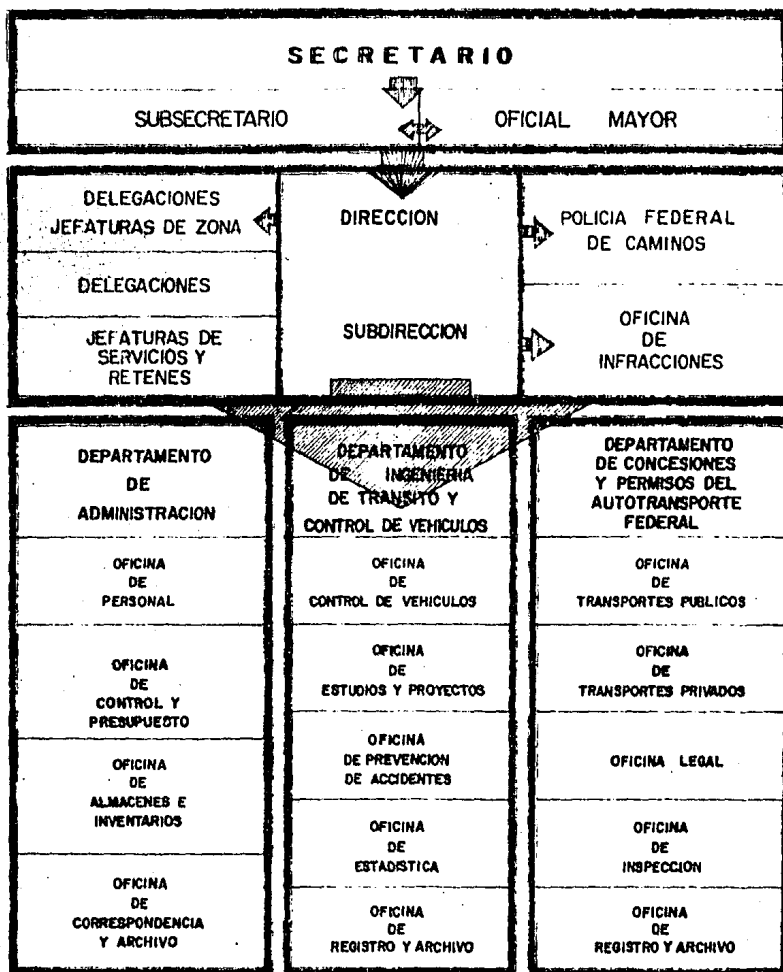 SECRETARIO
SUBSECRETARIO
OFICIAL MAYOR
DELEGACIONES
JEFATURAS DE ZONA
DELEGACIONES
JEFATURAS DE
SERVICIOS Y
RETENES
DIRECCION
SUBDIRECCION
POLICIA FEDERAL
DE CAMINOS
OFICINA
DE
INFRACCIONES
DEPARTAMENTO
DE
ADMINISTRACION
OFICINA
DE
PERSONAL
OFICINA
DE
CONTROL Y
PRESUPUESTO
OFICINA
DE
ALMACENES E
INVENTARIOS
OFICINA
DE
CORRESPONDENCIA
Y ARCHIVO
DEPARTAMENTO
DE INGENIERIA
DE TRANSITO Y
CONTROL DE VEHICULOS
OFICINA
DE
CONTROL DE VEHICULOS
OFICINA
DE
ESTUDIOS Y PROYECTOS
OFICINA
DE PREVENCION
DE ACCIDENTES
OFICINA
DE
ESTADISTICA
OFICINA
DE
REGISTRO Y ARCHIVO
DEPARTAMENTO
DE CONCESIONES
Y PERMISOS DEL
AUTOTRANSPORTE
FEDERAL
OFICINA
DE
TRANSPORTES PUBLICOS
OFICINA
DE
TRANSPORTES PRIVADOS
OFICINA LEGAL
OFICINA
DE
INSPECCION
OFICINA
DE
REGISTRO Y ARCHIVO